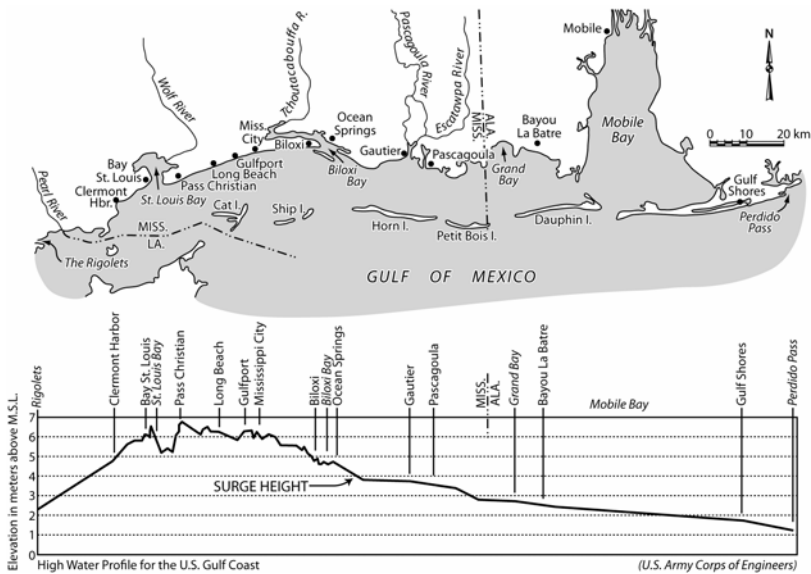 Wolf River
Tchoutacabouffa R.
Pascagoula River
Escatawpa River
MISS.
ALA.
Mobile
N
Miss.
City
Biloxi
Ocean
Springs
Gautier
Pascagoula
Bayou
La Batre
Mobile
Bay
0 10 20 km
Bay
St. Louis
Clermont
Hbr.
Pearl River
St. Louis Bay
Pass Christian
Long Beach
Gulfport
Biloxi
Bay
Grand
Bay
Gulf
Shores
Perdido
Pass
Cat I.
Ship I.
Horn I.
Petit Bois I.
Dauphin I.
MISS.
LA.
The Rigolets
GULF OF MEXICO
Rigolets
Clermont Harbor
Bay St. Louis
St. Louis Bay
Pass Christian
Long Beach
Gulfport
Mississippi City
Biloxi
Biloxi Bay
Ocean Springs
Gautier
Pascagoula
MISS.
ALA.
Grand Bay
Bayou La Batre
Mobile Bay
Gulf Shores
Perdido Pass
Elevation in meters above M.S.L.
7
6
5
4
3
2
1
0
SURGE HEIGHT
High Water Profile for the U.S. Gulf Coast
(U.S. Army Corps of Engineers)